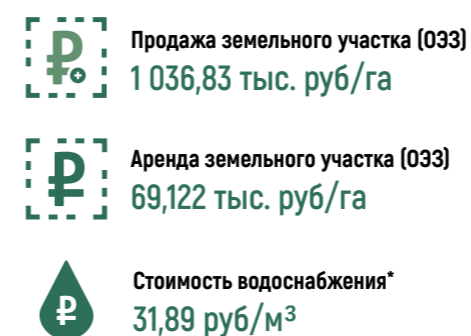 Продажа земельного участка (ОЭЗ)
1 036,83 тыс. руб/га
Аренда земельного участка (ОЭЗ)
69,122 тыс. руб/га
Стоимость водоснабжения*
31,89 руб/м³